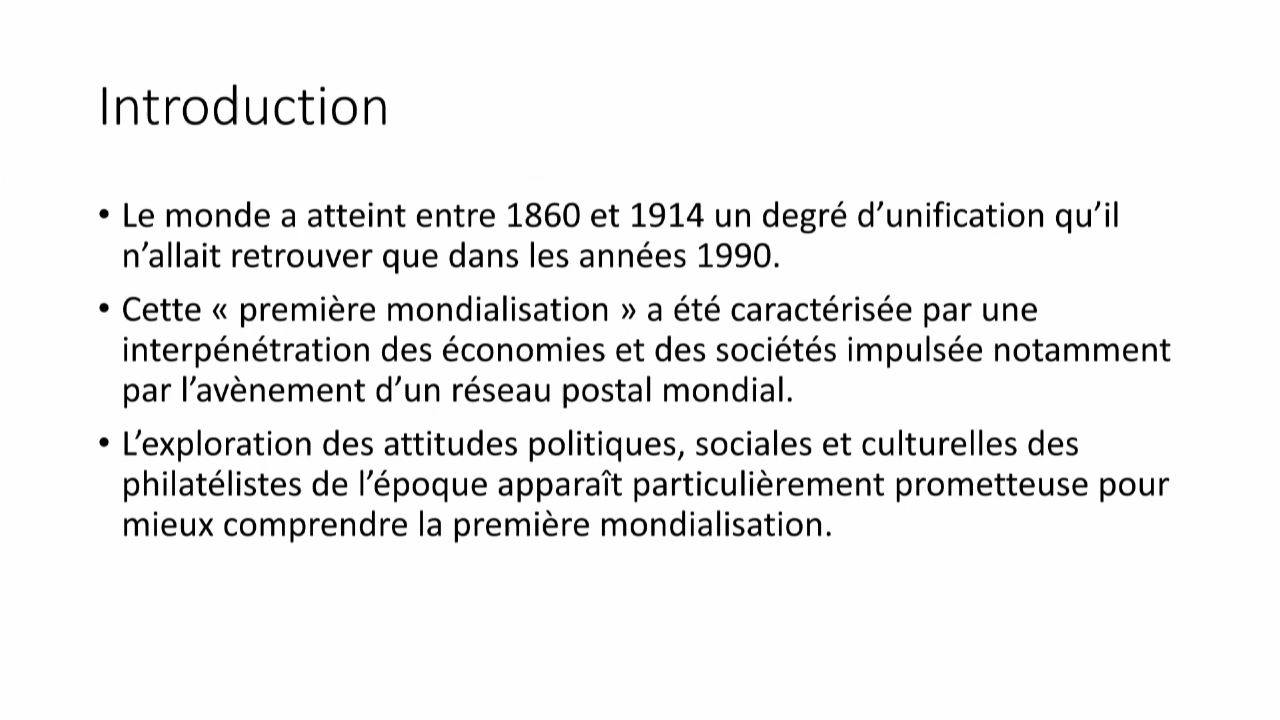 Introduction
• Le monde a atteint entre 1860 et 1914 un degré d’unification qu’il
n’allait retrouver que dans les années 1990.
• Cette « première mondialisation » a été caractérisée par une
interpénétration des économies et des sociétés impulsée notamment
par l’avènement d’un réseau postal mondial.
• L’exploration des attitudes politiques, sociales et culturelles des
philatélistes de l’époque apparaît particulièrement prometteuse pour
mieux comprendre la première mondialisation.